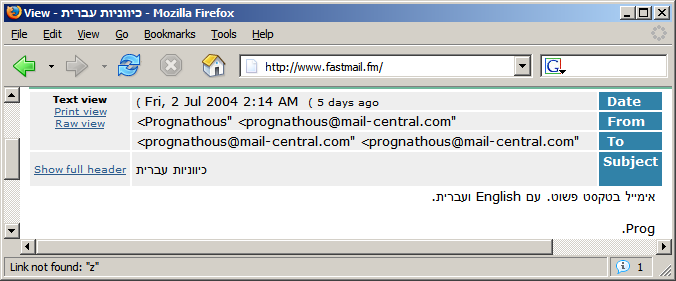 View - כיווניות עברית - Mozilla Firefox
File Edit View Go Bookmarks Tools Help
http://www.fastmail.fm/ G
Text view
Print view
Raw view
( Fri, 2 Jul 2004 2:14 AM ( 5 days ago Date
<Prognathous" <prognathous@mail-central.com" From
<prognathous@mail-central.com" <prognathous@mail-central.com" To
Show full header כיווניות עברית Subject
אימייל בטקסט פשוט. עם English ועברית.
.Prog
Link not found: "z" 1